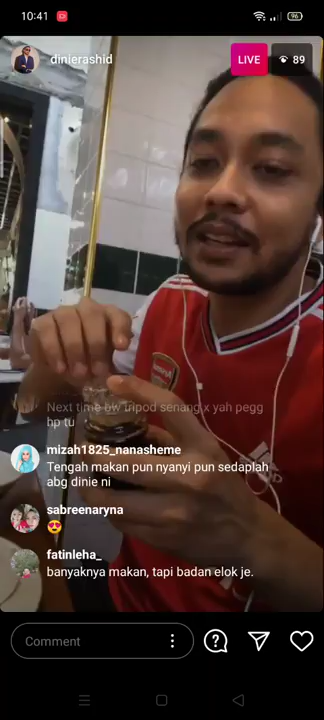 10:41
96
dinierashid
LIVE
89
Next time bw tripod senang x yah pegg
hp tu
mizah1825_nanasheme
Tengah makan pun nyanyi pun sedaplah
abg dinie ni
sabreenaryna
😍
fatinleha_
banyaknya makan, tapi badan elok je.
Comment